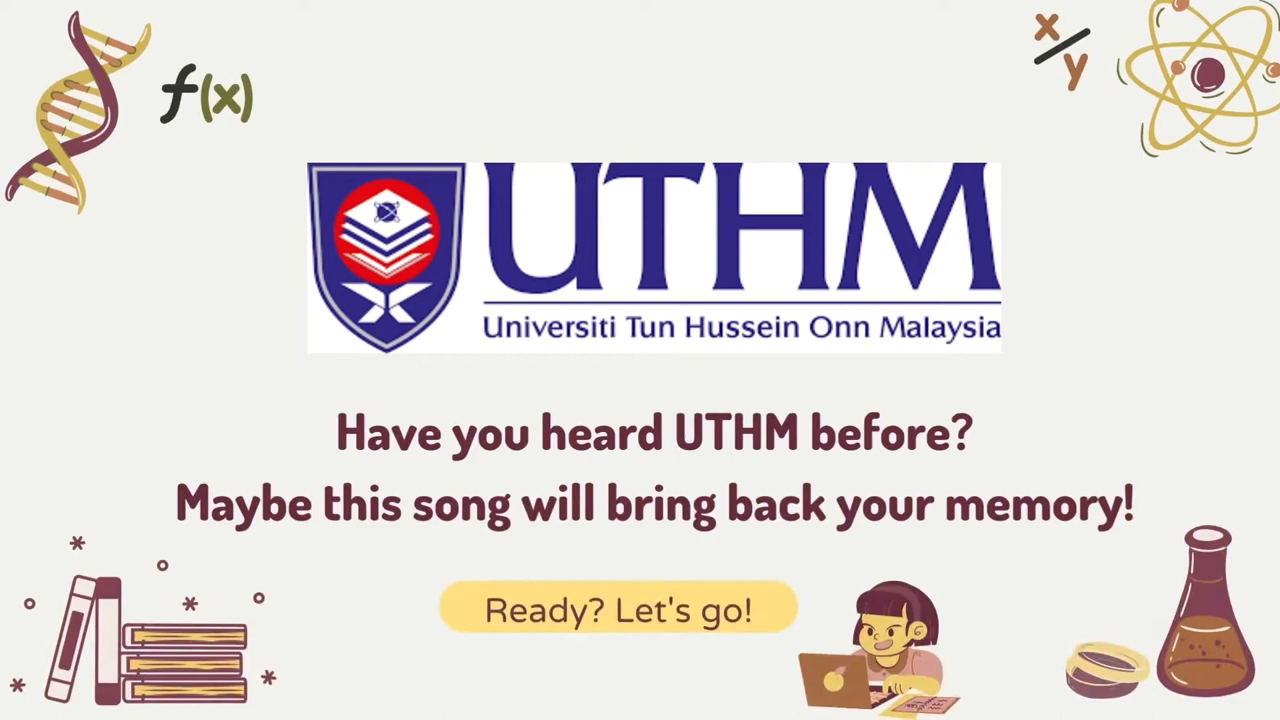 f(x)
x/y
UTHM
Universiti Tun Hussein Onn Malaysia
Have you heard UTHM before?
Maybe this song will bring back your memory!
Ready? Let's go!